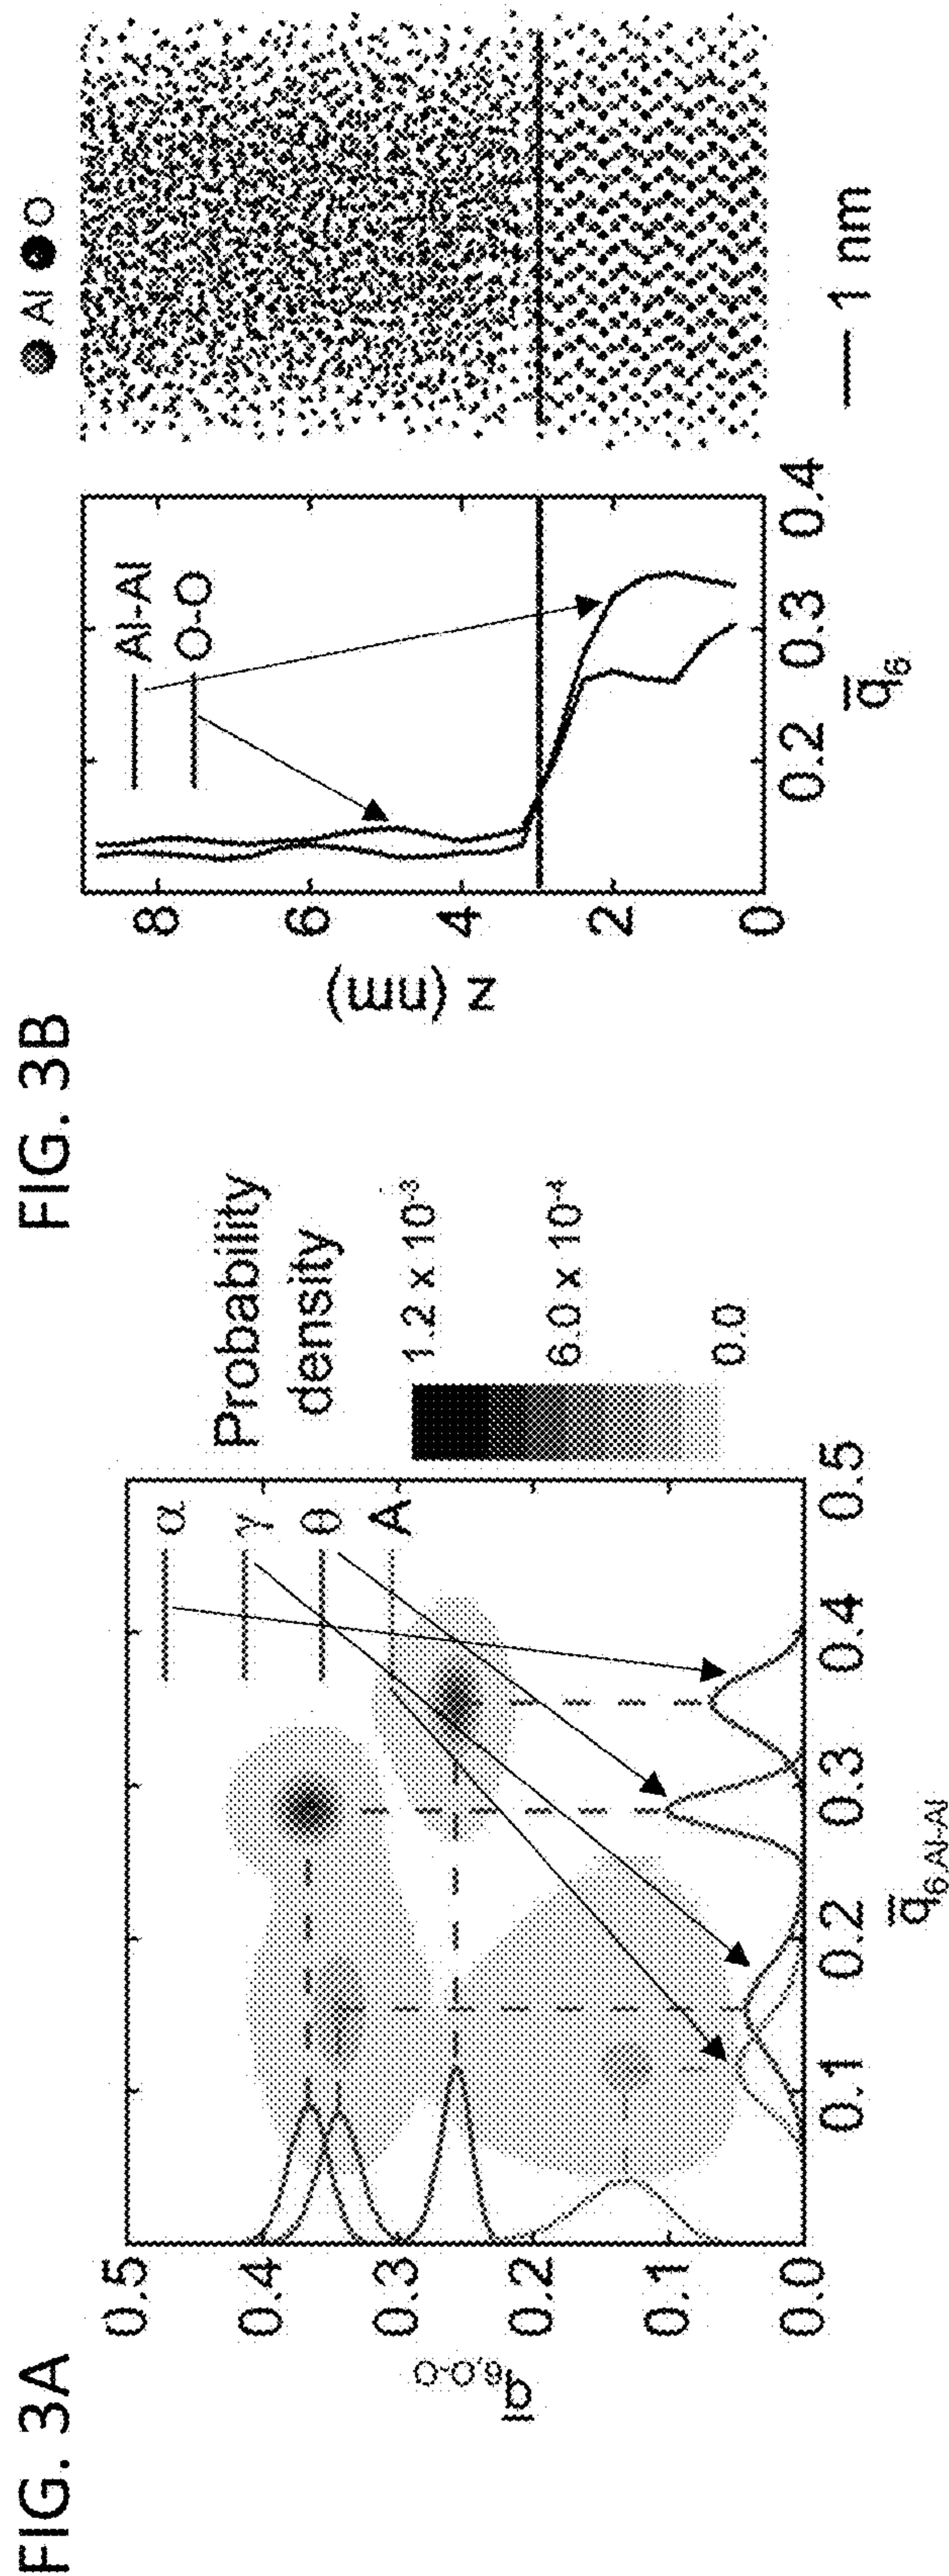 FIG. 3A
q̅6,O-O
0.5
0.4
0.3
0.2
0.1
0.0
0.1
0.2
0.3
0.4
0.5
q̅6,Al-Al
α
γ
θ
A
Probability
density
1.2 x 10⁻³
6.0 x 10⁻⁴
0.0
FIG. 3B
z (nm)
8
6
4
2
0
Al-Al
O-O
0.2
0.3
0.4
q̅6
Al O
1 nm